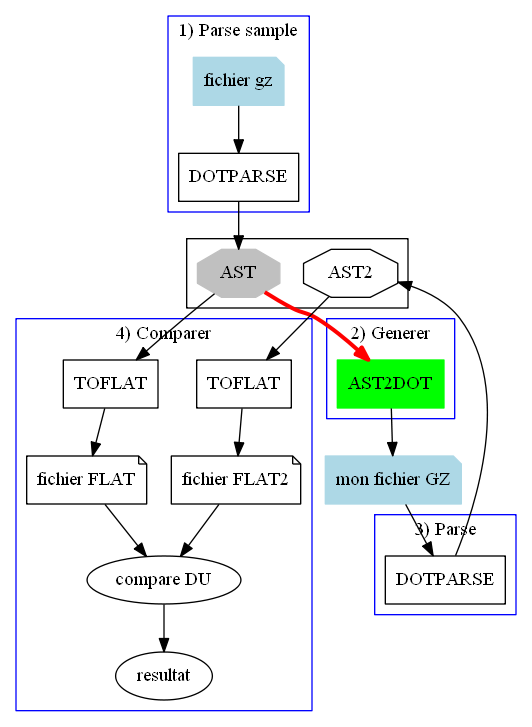 1) Parse sample
fichier gz
DOTPARSE
AST
AST2
4) Comparer
2) Generer
TOFLAT
TOFLAT
AST2DOT
fichier FLAT
fichier FLAT2
mon fichier GZ
3) Parse
compare DU
DOTPARSE
resultat